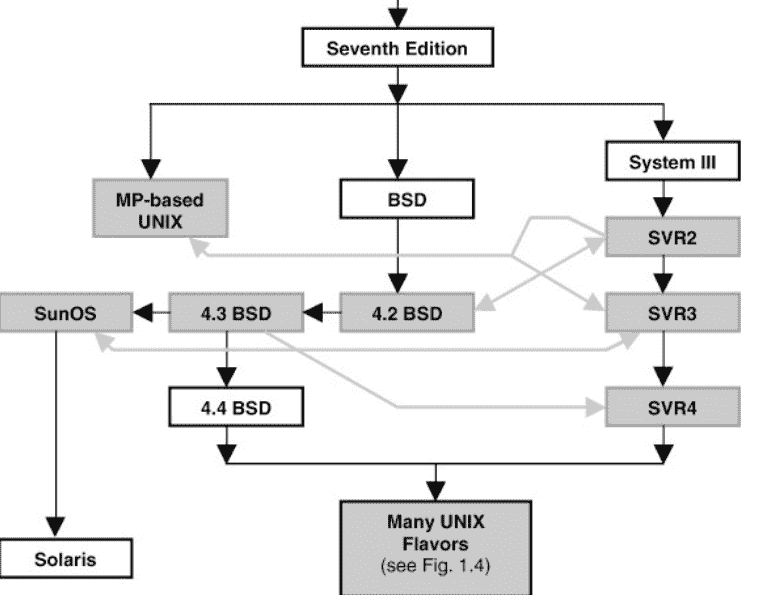 Seventh Edition
System III
MP-based
UNIX
BSD
SVR2
SunOS
4.3 BSD
4.2 BSD
SVR3
4.4 BSD
SVR4
Many UNIX
Flavors
(see Fig. 1.4)
Solaris